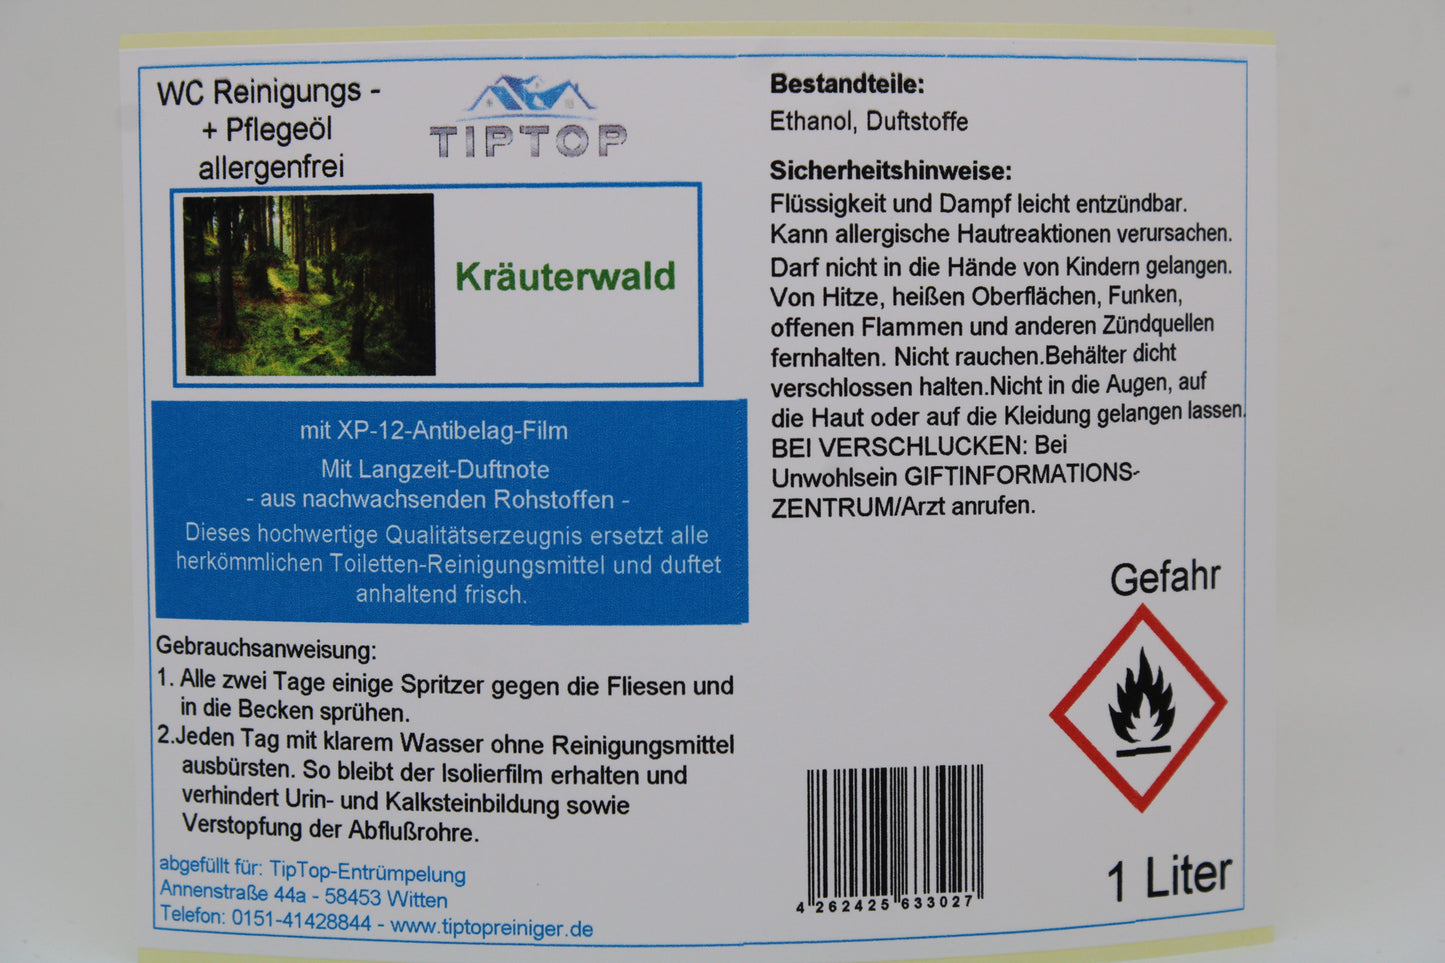 WC Reinigungs -
+ Pflegeöl
allergenfrei
TIPTOP
Kräuterwald
mit XP-12-Antibelag-Film
Mit Langzeit-Duftnote
- aus nachwachsenden Rohstoffen -
Dieses hochwertige Qualitätserzeugnis ersetzt alle
herkömmlichen Toiletten-Reinigungsmittel und duftet
anhaltend frisch.
Gebrauchsanweisung:
1. Alle zwei Tage einige Spritzer gegen die Fliesen und
in die Becken sprühen.
2.Jeden Tag mit klarem Wasser ohne Reinigungsmittel
ausbürsten. So bleibt der Isolierfilm erhalten und
verhindert Urin- und Kalksteinbildung sowie
Verstopfung der Abflußrohre.
abgefüllt für: TipTop-Entrümpelung
Annenstraße 44a - 58453 Witten
Telefon: 0151-41428844 - www.tiptopreiniger.de
Bestandteile:
Ethanol, Duftstoffe
Sicherheitshinweise:
Flüssigkeit und Dampf leicht entzündbar.
Kann allergische Hautreaktionen verursachen.
Darf nicht in die Hände von Kindern gelangen.
Von Hitze, heißen Oberflächen, Funken,
offenen Flammen und anderen Zündquellen
fernhalten. Nicht rauchen.Behälter dicht
verschlossen halten.Nicht in die Augen, auf
die Haut oder auf die Kleidung gelangen lassen.
BEI VERSCHLUCKEN: Bei
Unwohlsein GIFTINFORMATIONS-
ZENTRUM/Arzt anrufen.
Gefahr
4 262425 633027
1 Liter